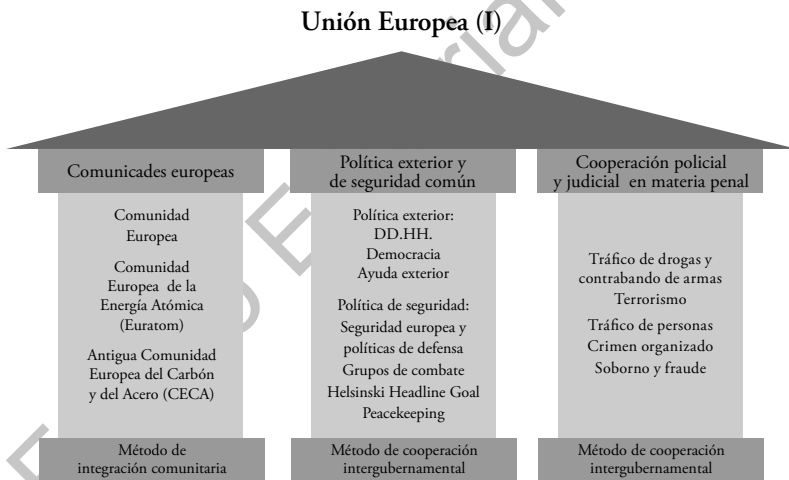 Unión Europea (I)
Comunicades europeas
Comunidad
Europea
Comunidad
Europea de la
Energía Atómica
(Euratom)
Antigua Comunidad
Europea del Carbón
y del Acero (CECA)
Método de
integración comunitaria
Política exterior y
de seguridad común
Política exterior:
DD.HH.
Democracia
Ayuda exterior
Política de seguridad:
Seguridad europea y
políticas de defensa
Grupos de combate
Helsinki Headline Goal
Peacekeeping
Método de cooperación
intergubernamental
Cooperación policial
y judicial en materia penal
Tráfico de drogas y
contrabando de armas
Terrorismo
Tráfico de personas
Crimen organizado
Soborno y fraude
Método de cooperación
intergubernamental